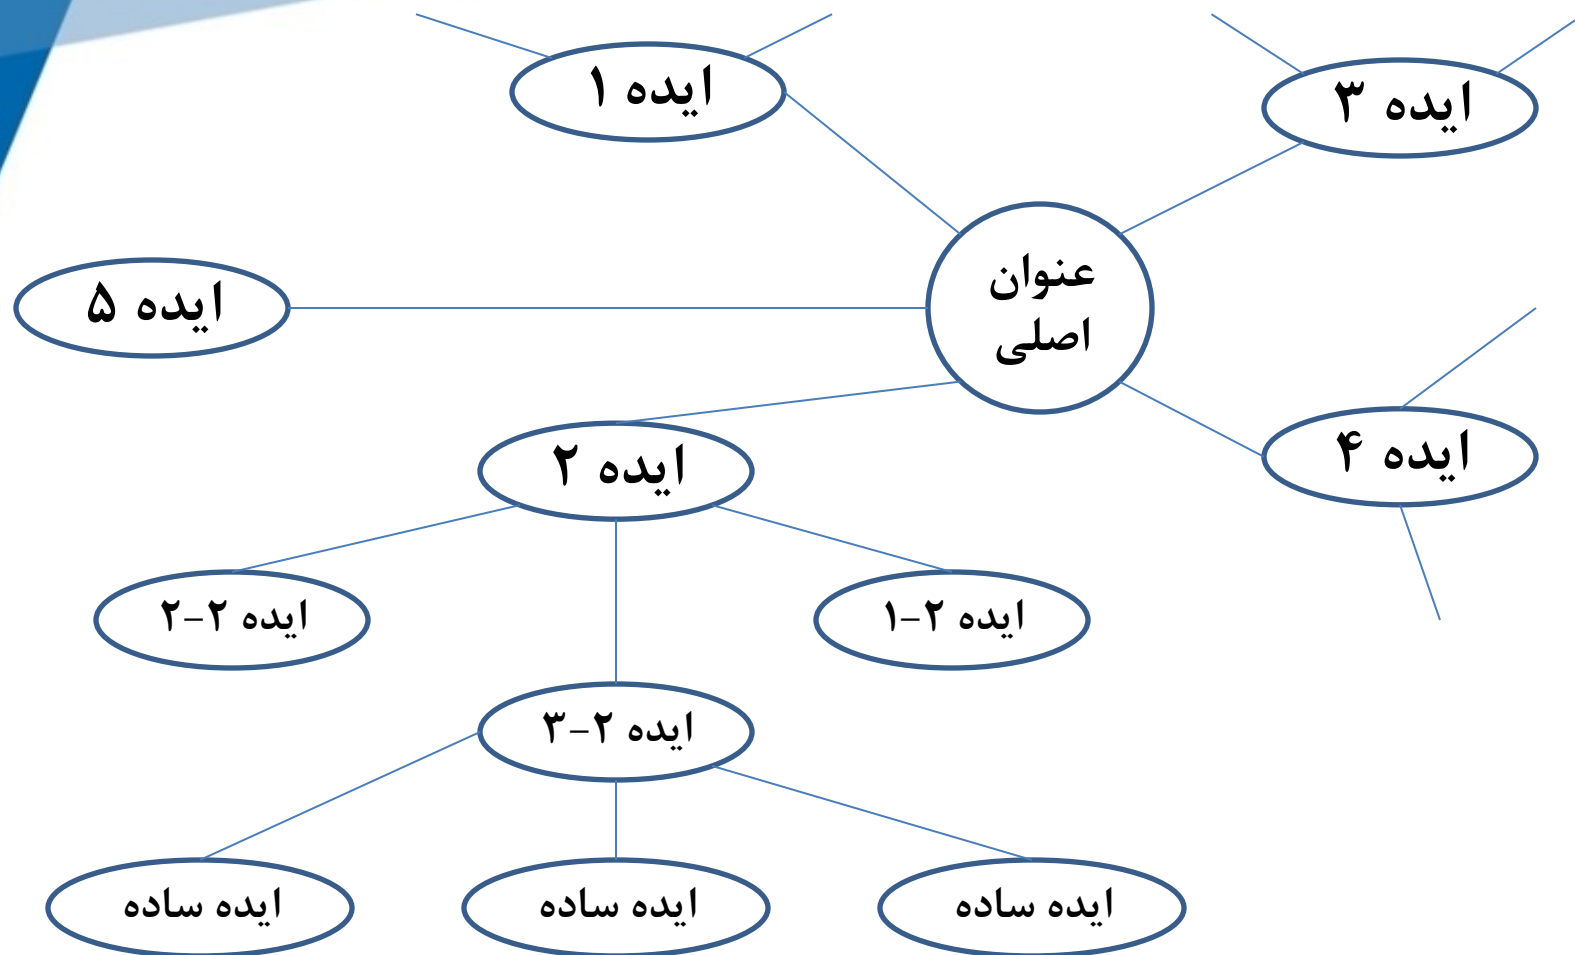 ایده ۱
ایده ۳
عنوان
اصلی
ایده ۵
ایده ۴
ایده ۲
ایده ۲-۱
ایده ۲-۲
ایده ۲-۳
ایده ساده
ایده ساده
ایده ساده